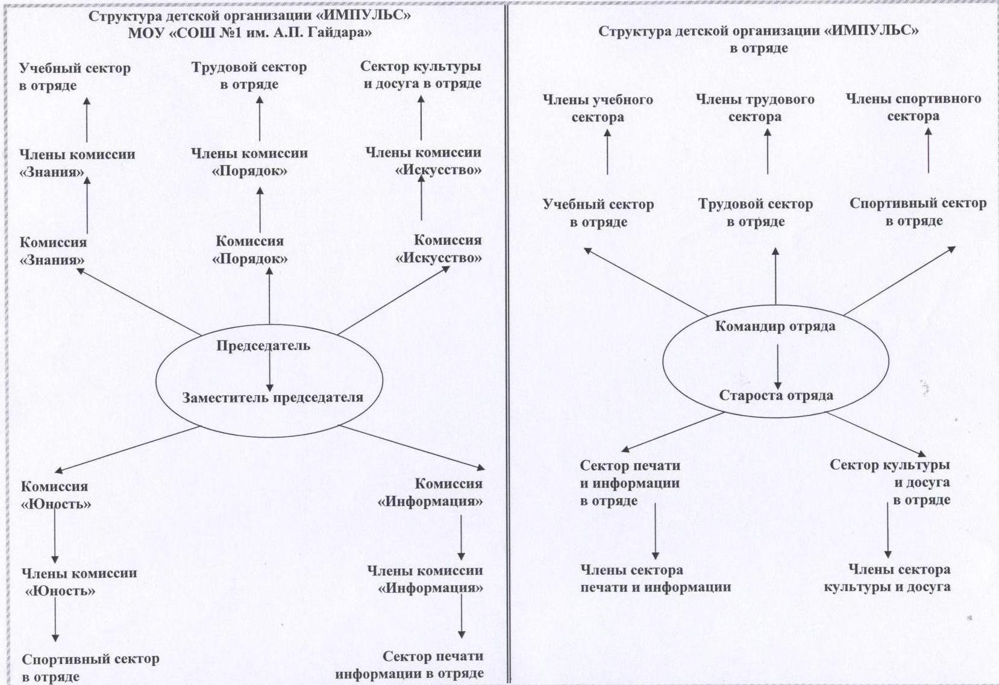 Структура детской организации «ИМПУЛЬС»
МОУ «СОШ №1 им. А.П. Гайдара»
Учебный сектор
в отряде
Трудовой сектор
в отряде
Сектор культуры
и досуга в отряде
Члены комиссии
«Знания»
Члены комиссии
«Порядок»
Члены комиссии
«Искусство»
Комиссия
«Знания»
Комиссия
«Порядок»
Комиссия
«Искусство»
Председатель
Заместитель председателя
Комиссия
«Юность»
Комиссия
«Информация»
Члены комиссии
«Юность»
Члены комиссии
«Информация»
Спортивный сектор
в отряде
Сектор печати
информации в отряде
Структура детской организации «ИМПУЛЬС»
в отряде
Члены учебного
сектора
Члены трудового
сектора
Члены спортивного
сектора
Учебный сектор
в отряде
Трудовой сектор
в отряде
Спортивный сектор
в отряде
Командир отряда
Староста отряда
Сектор печати
и информации
в отряде
Сектор культуры
и досуга
в отряде
Члены сектора
печати и информации
Члены сектора
культуры и досуга